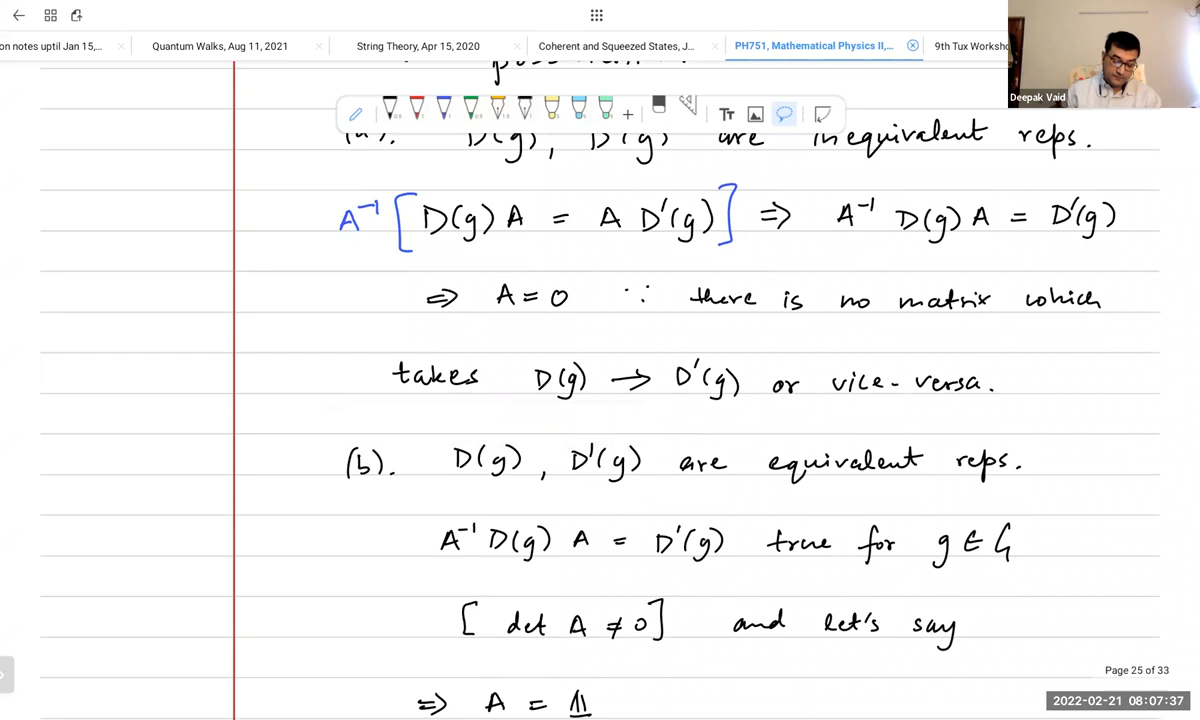 on notes uptil Jan 15,...
Quantum Walks, Aug 11, 2021
String Theory, Apr 15, 2020
Coherent and Squeezed States, J...
PH751, Mathematical Physics II,...
9th Tux Worksho
Deepak Vaid
Tт
D(g), D'(g) are inequivalent reps.
A⁻¹ [ D(g) A = A D'(g) ] ⇒ A⁻¹ D(g) A = D'(g)
⇒ A = 0 ∵ there is no matrix which
takes D(g) → D'(g) or vice-versa.
(b). D(g), D'(g) are equivalent reps.
A⁻¹ D(g) A = D'(g) true for g ∈ G
[ det A ≠ 0 ] and let's say
⇒ A = 𝟙
Page 25 of 33
2022-02-21 08:07:37